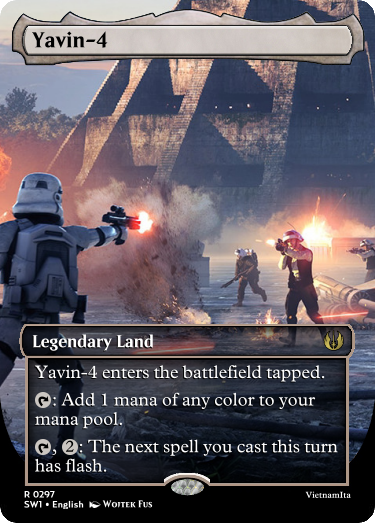 Yavin-4
Legendary Land
Yavin-4 enters the battlefield tapped.
: Add 1 mana of any color to your
mana pool.
, 2: The next spell you cast this turn
has flash.
R 0297
SW1 • English Wojtek Fus
VietnamIta